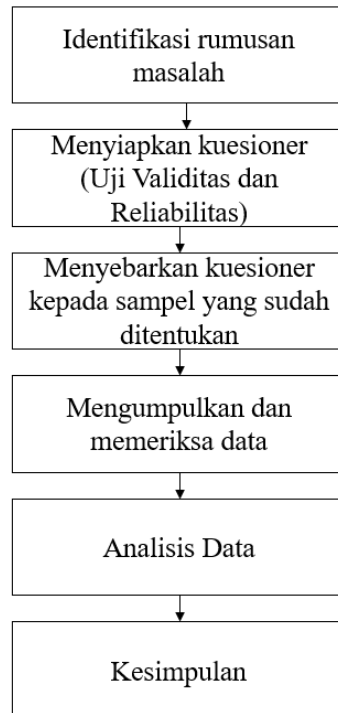 Identifikasi rumusan
masalah
Menyiapkan kuesioner
(Uji Validitas dan
Reliabilitas)
Menyebarkan kuesioner
kepada sampel yang sudah
ditentukan
Mengumpulkan dan
memeriksa data
Analisis Data
Kesimpulan